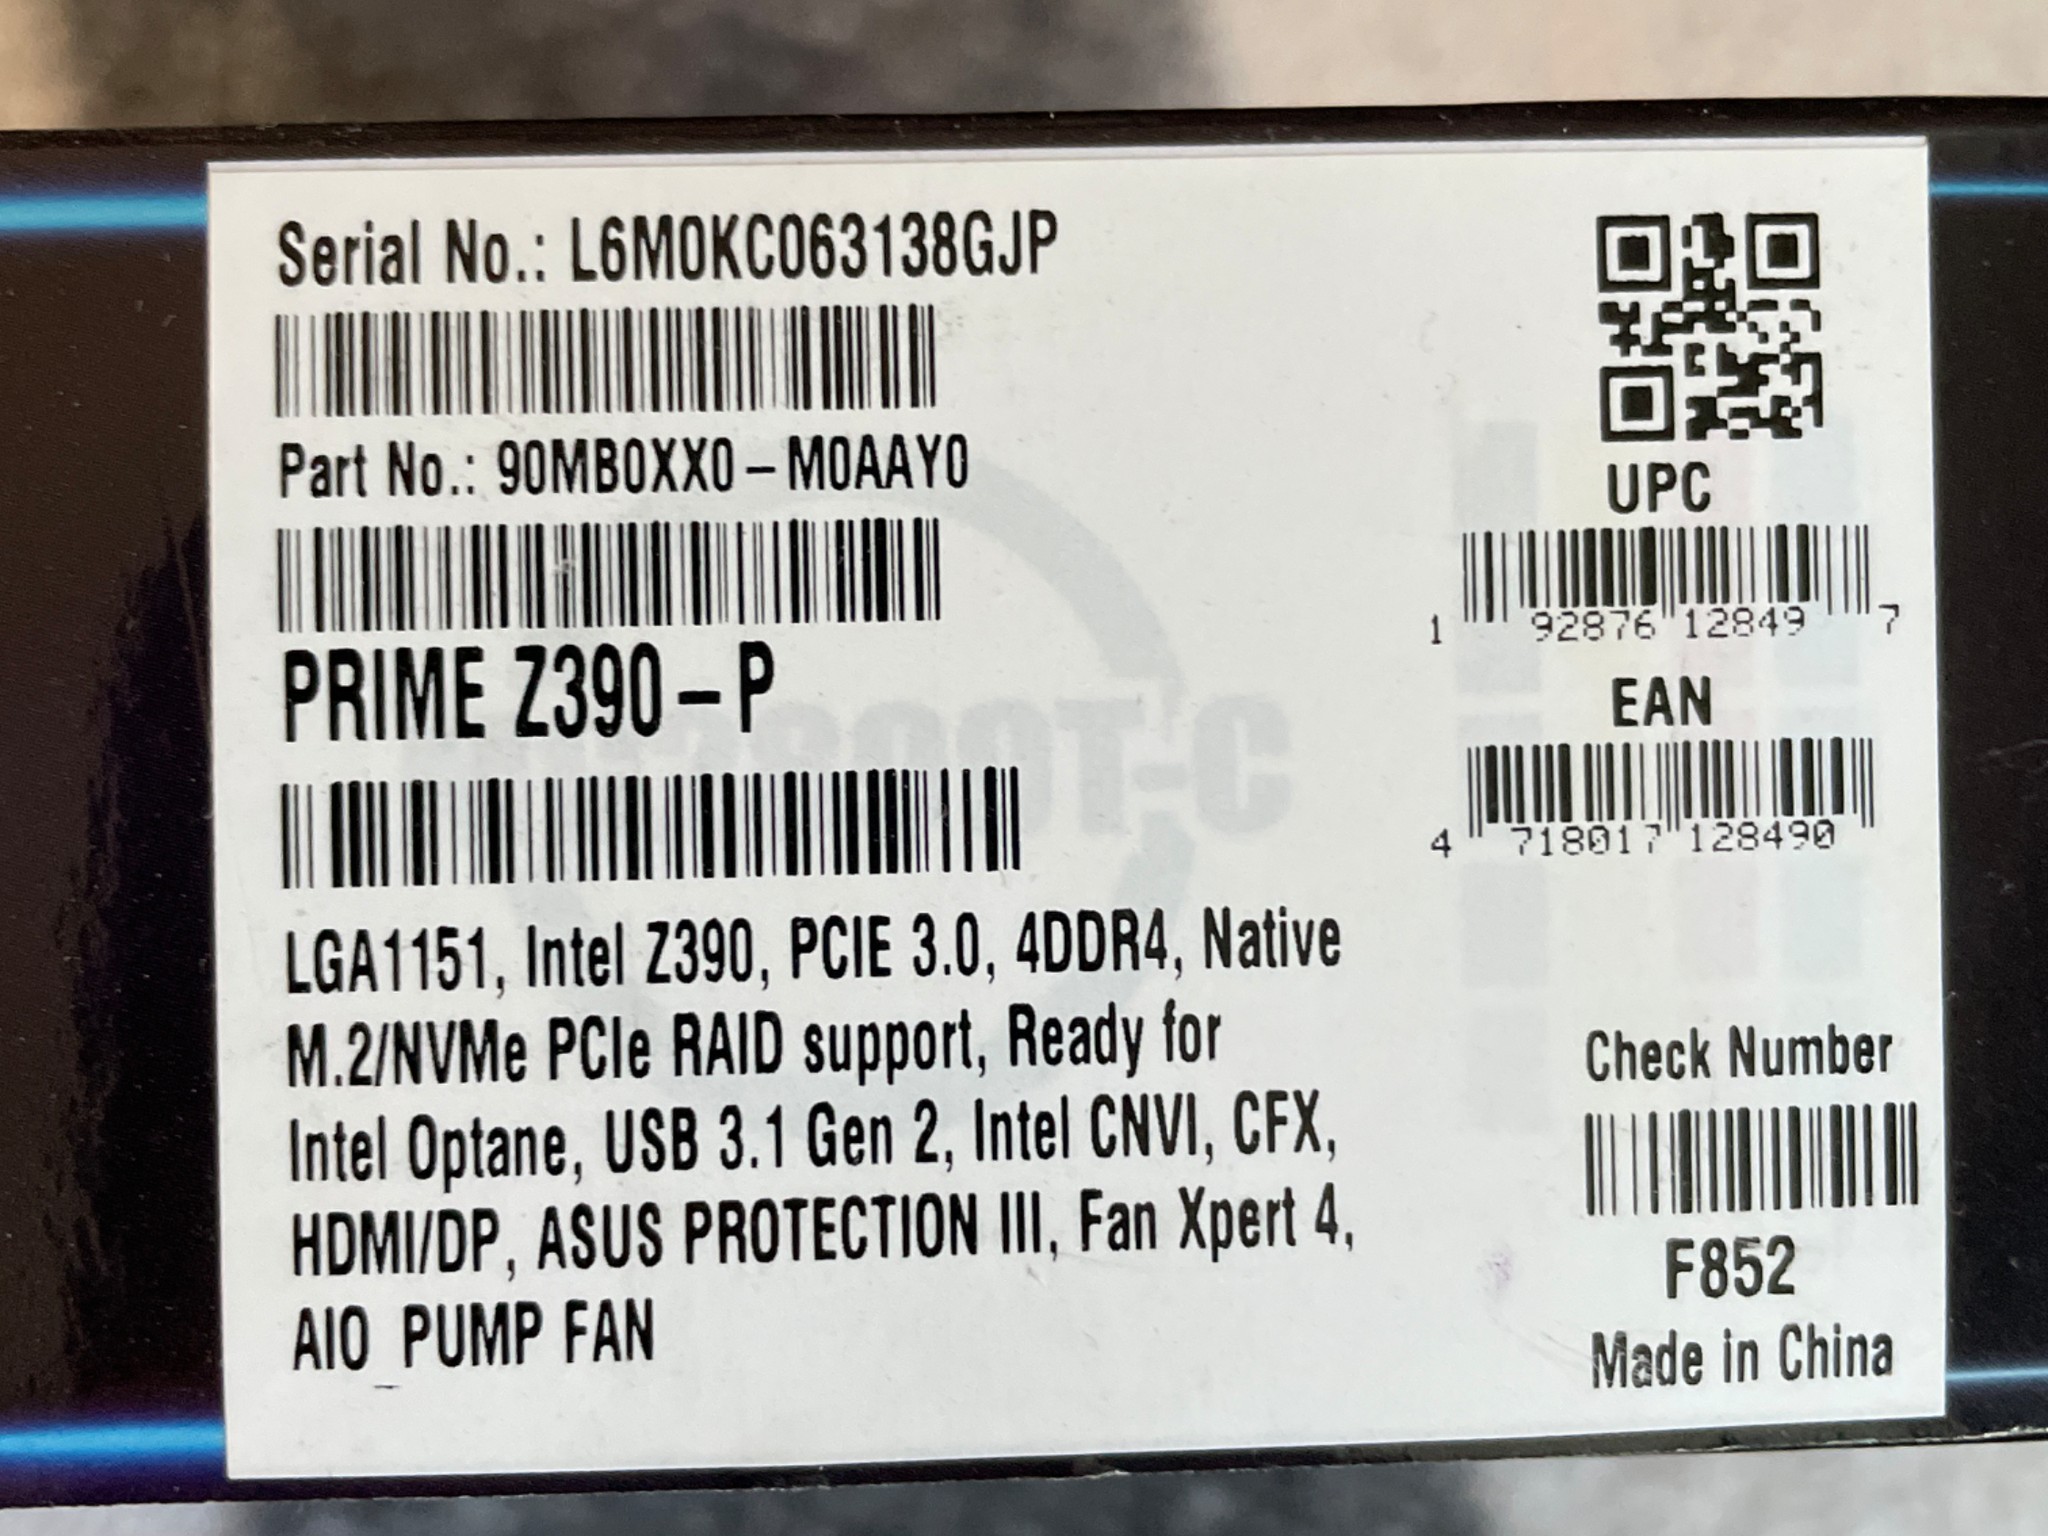 Serial No.: L6M0KC063138GJP
Part No.: 90MB0XX0-M0AAY0
PRIME Z390-P
LGA1151, Intel Z390, PCIE 3.0, 4DDR4, Native
M.2/NVMe PCIe RAID support, Ready for
Intel Optane, USB 3.1 Gen 2, Intel CNVI, CFX,
HDMI/DP, ASUS PROTECTION III, Fan Xpert 4,
AIO_PUMP FAN
UPC
1 92876 12849 7
EAN
4 718017 128490
Check Number
F852
Made in China